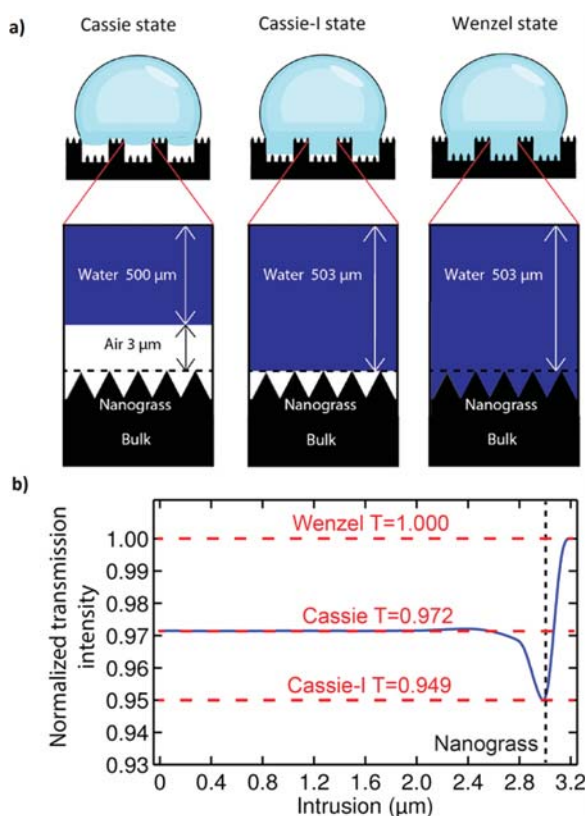 a)
Cassie state
Cassie-I state
Wenzel state
Water 500 µm
Air 3 µm
Nanograss
Bulk
Water 503 µm
Nanograss
Bulk
Water 503 µm
Nanograss
Bulk
b)
Normalized transmission
intensity
1.00
0.99
0.98
0.97
0.96
0.95
0.94
0.93
Wenzel T=1.000
Cassie T=0.972
Cassie-I T=0.949
Nanograss
0 0.4 0.8 1.2 1.6 2.0 2.4 2.8 3.2
Intrusion (µm)